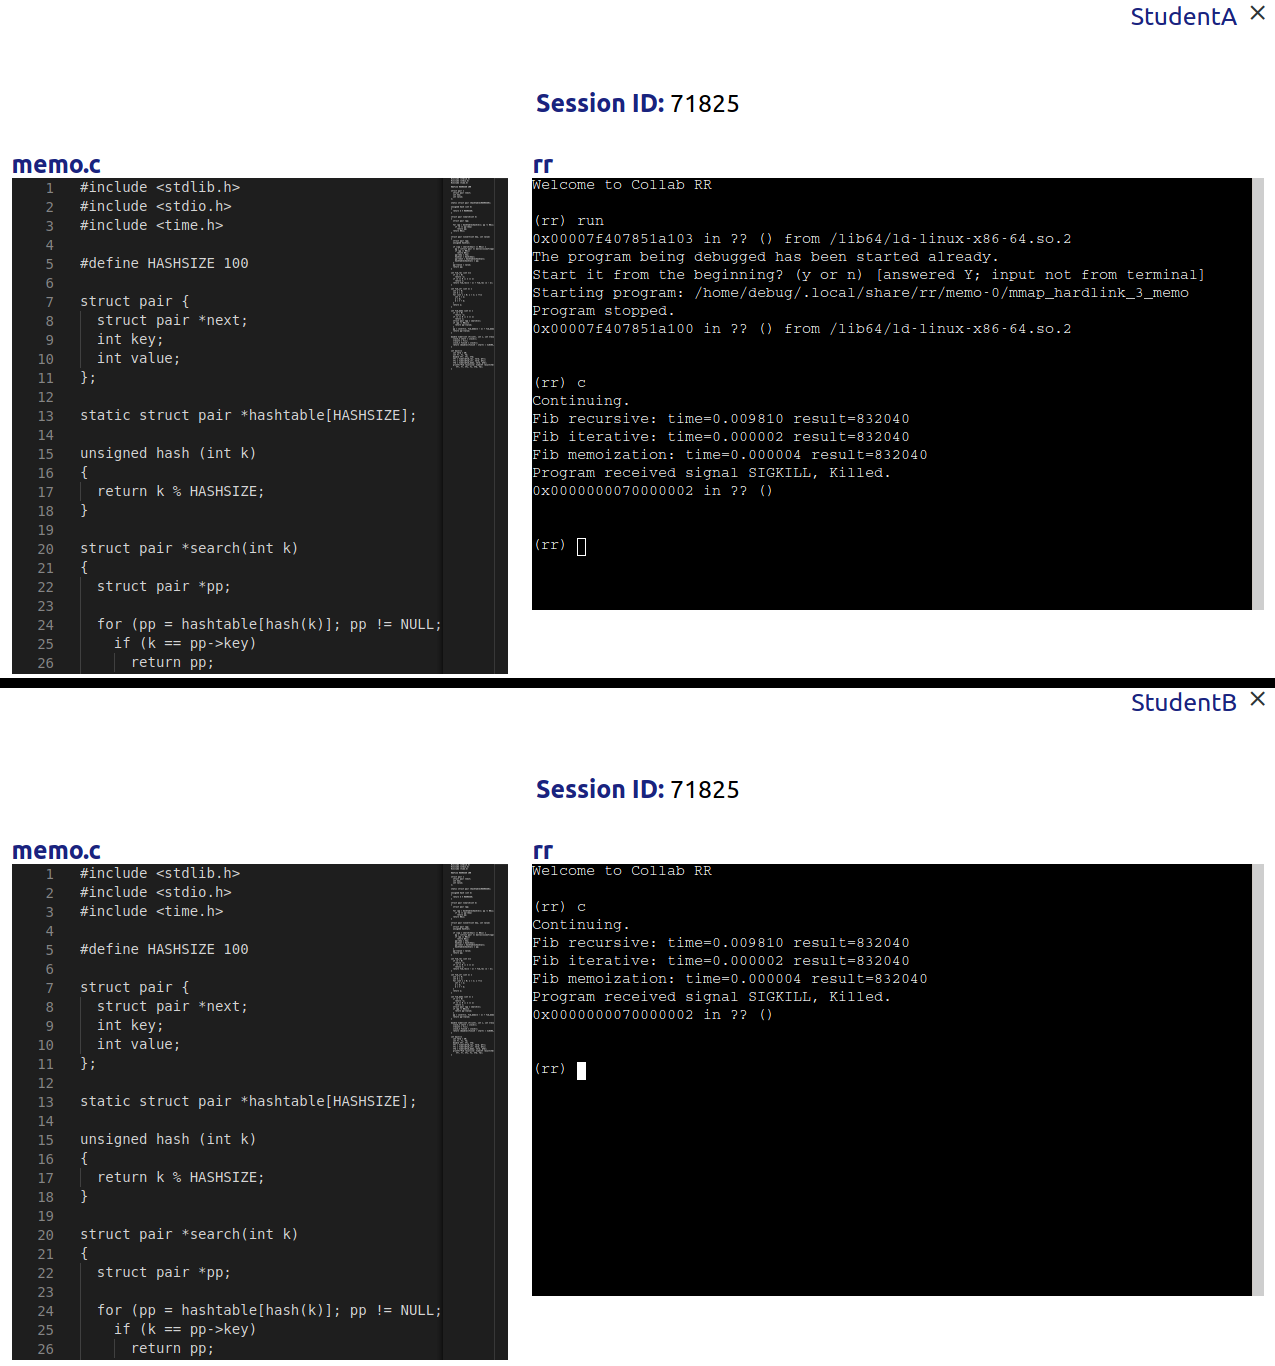 StudentA ×
Session ID: 71825
memo.c
1 #include <stdlib.h>
2 #include <stdio.h>
3 #include <time.h>
4
5 #define HASHSIZE 100
6
7 struct pair {
8 struct pair *next;
9 int key;
10 int value;
11 };
12
13 static struct pair *hashtable[HASHSIZE];
14
15 unsigned hash (int k)
16 {
17 return k % HASHSIZE;
18 }
19
20 struct pair *search(int k)
21 {
22 struct pair *pp;
23
24 for (pp = hashtable[hash(k)]; pp != NULL;
25 if (k == pp->key)
26 return pp;
rr
Welcome to Collab RR
(rr) run
0x00007f407851a103 in ?? () from /lib64/ld-linux-x86-64.so.2
The program being debugged has been started already.
Start it from the beginning? (y or n) [answered Y; input not from terminal]
Starting program: /home/debug/.local/share/rr/memo-0/mmap_hardlink_3_memo
Program stopped.
0x00007f407851a100 in ?? () from /lib64/ld-linux-x86-64.so.2
(rr) c
Continuing.
Fib recursive: time=0.009810 result=832040
Fib iterative: time=0.000002 result=832040
Fib memoization: time=0.000004 result=832040
Program received signal SIGKILL, Killed.
0x0000000070000002 in ?? ()
(rr)
StudentB ×
Session ID: 71825
memo.c
1 #include <stdlib.h>
2 #include <stdio.h>
3 #include <time.h>
4
5 #define HASHSIZE 100
6
7 struct pair {
8 struct pair *next;
9 int key;
10 int value;
11 };
12
13 static struct pair *hashtable[HASHSIZE];
14
15 unsigned hash (int k)
16 {
17 return k % HASHSIZE;
18 }
19
20 struct pair *search(int k)
21 {
22 struct pair *pp;
23
24 for (pp = hashtable[hash(k)]; pp != NULL;
25 if (k == pp->key)
26 return pp;
rr
Welcome to Collab RR
(rr) c
Continuing.
Fib recursive: time=0.009810 result=832040
Fib iterative: time=0.000002 result=832040
Fib memoization: time=0.000004 result=832040
Program received signal SIGKILL, Killed.
0x0000000070000002 in ?? ()
(rr)